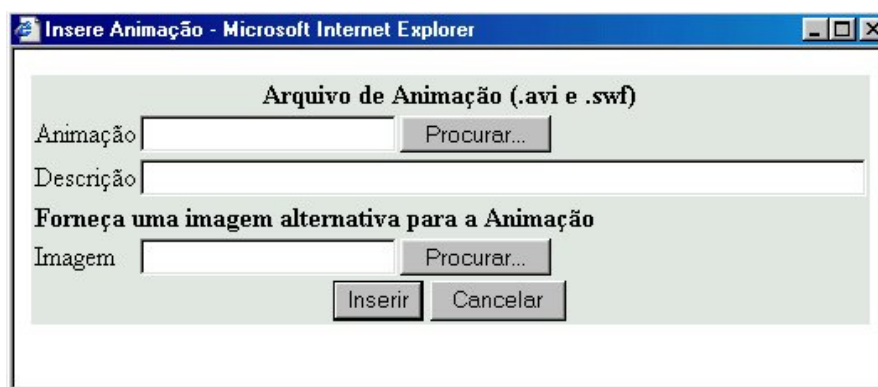 Insere Animação - Microsoft Internet Explorer
Arquivo de Animação (.avi e .swf)
Animação Procurar...
Descrição
Forneça uma imagem alternativa para a Animação
Imagem Procurar...
Inserir Cancelar